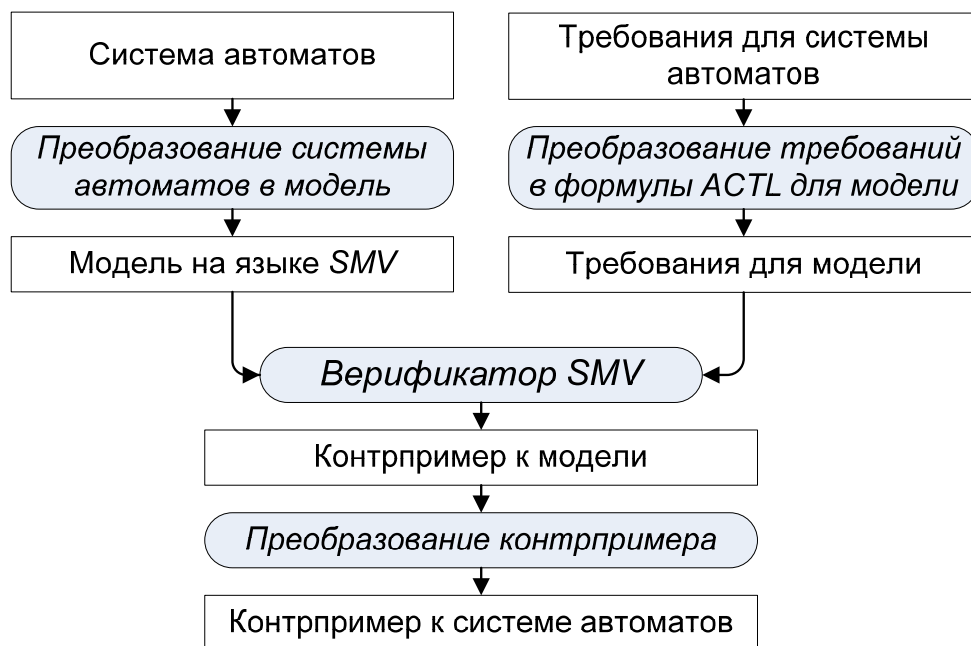 Система автоматов
Требования для системы
автоматов
Преобразование системы
автоматов в модель
Преобразование требований
в формулы ACTL для модели
Модель на языке SMV
Требования для модели
Верификатор SMV
Контрпример к модели
Преобразование контрпримера
Контрпример к системе автоматов